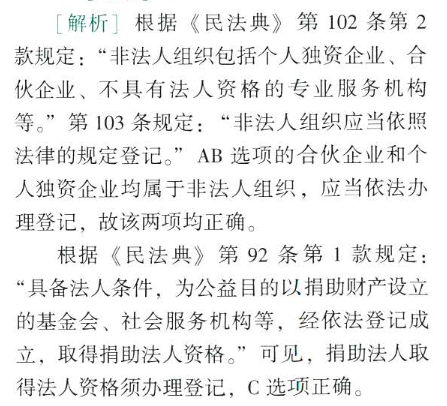 [解析] 根据《民法典》第 102 条第 2
款规定：“非法人组织包括个人独资企业、合
伙企业、不具有法人资格的专业服务机构
等。”第 103 条规定：“非法人组织应当依照
法律的规定登记。”AB 选项的合伙企业和个
人独资企业均属于非法人组织，应当依法办
理登记，故该两项均正确。
根据《民法典》第 92 条第 1 款规定：
“具备法人条件，为公益目的以捐助财产设立
的基金会、社会服务机构等，经依法登记成
立，取得捐助法人资格。”可见，捐助法人取
得法人资格须办理登记，C 选项正确。